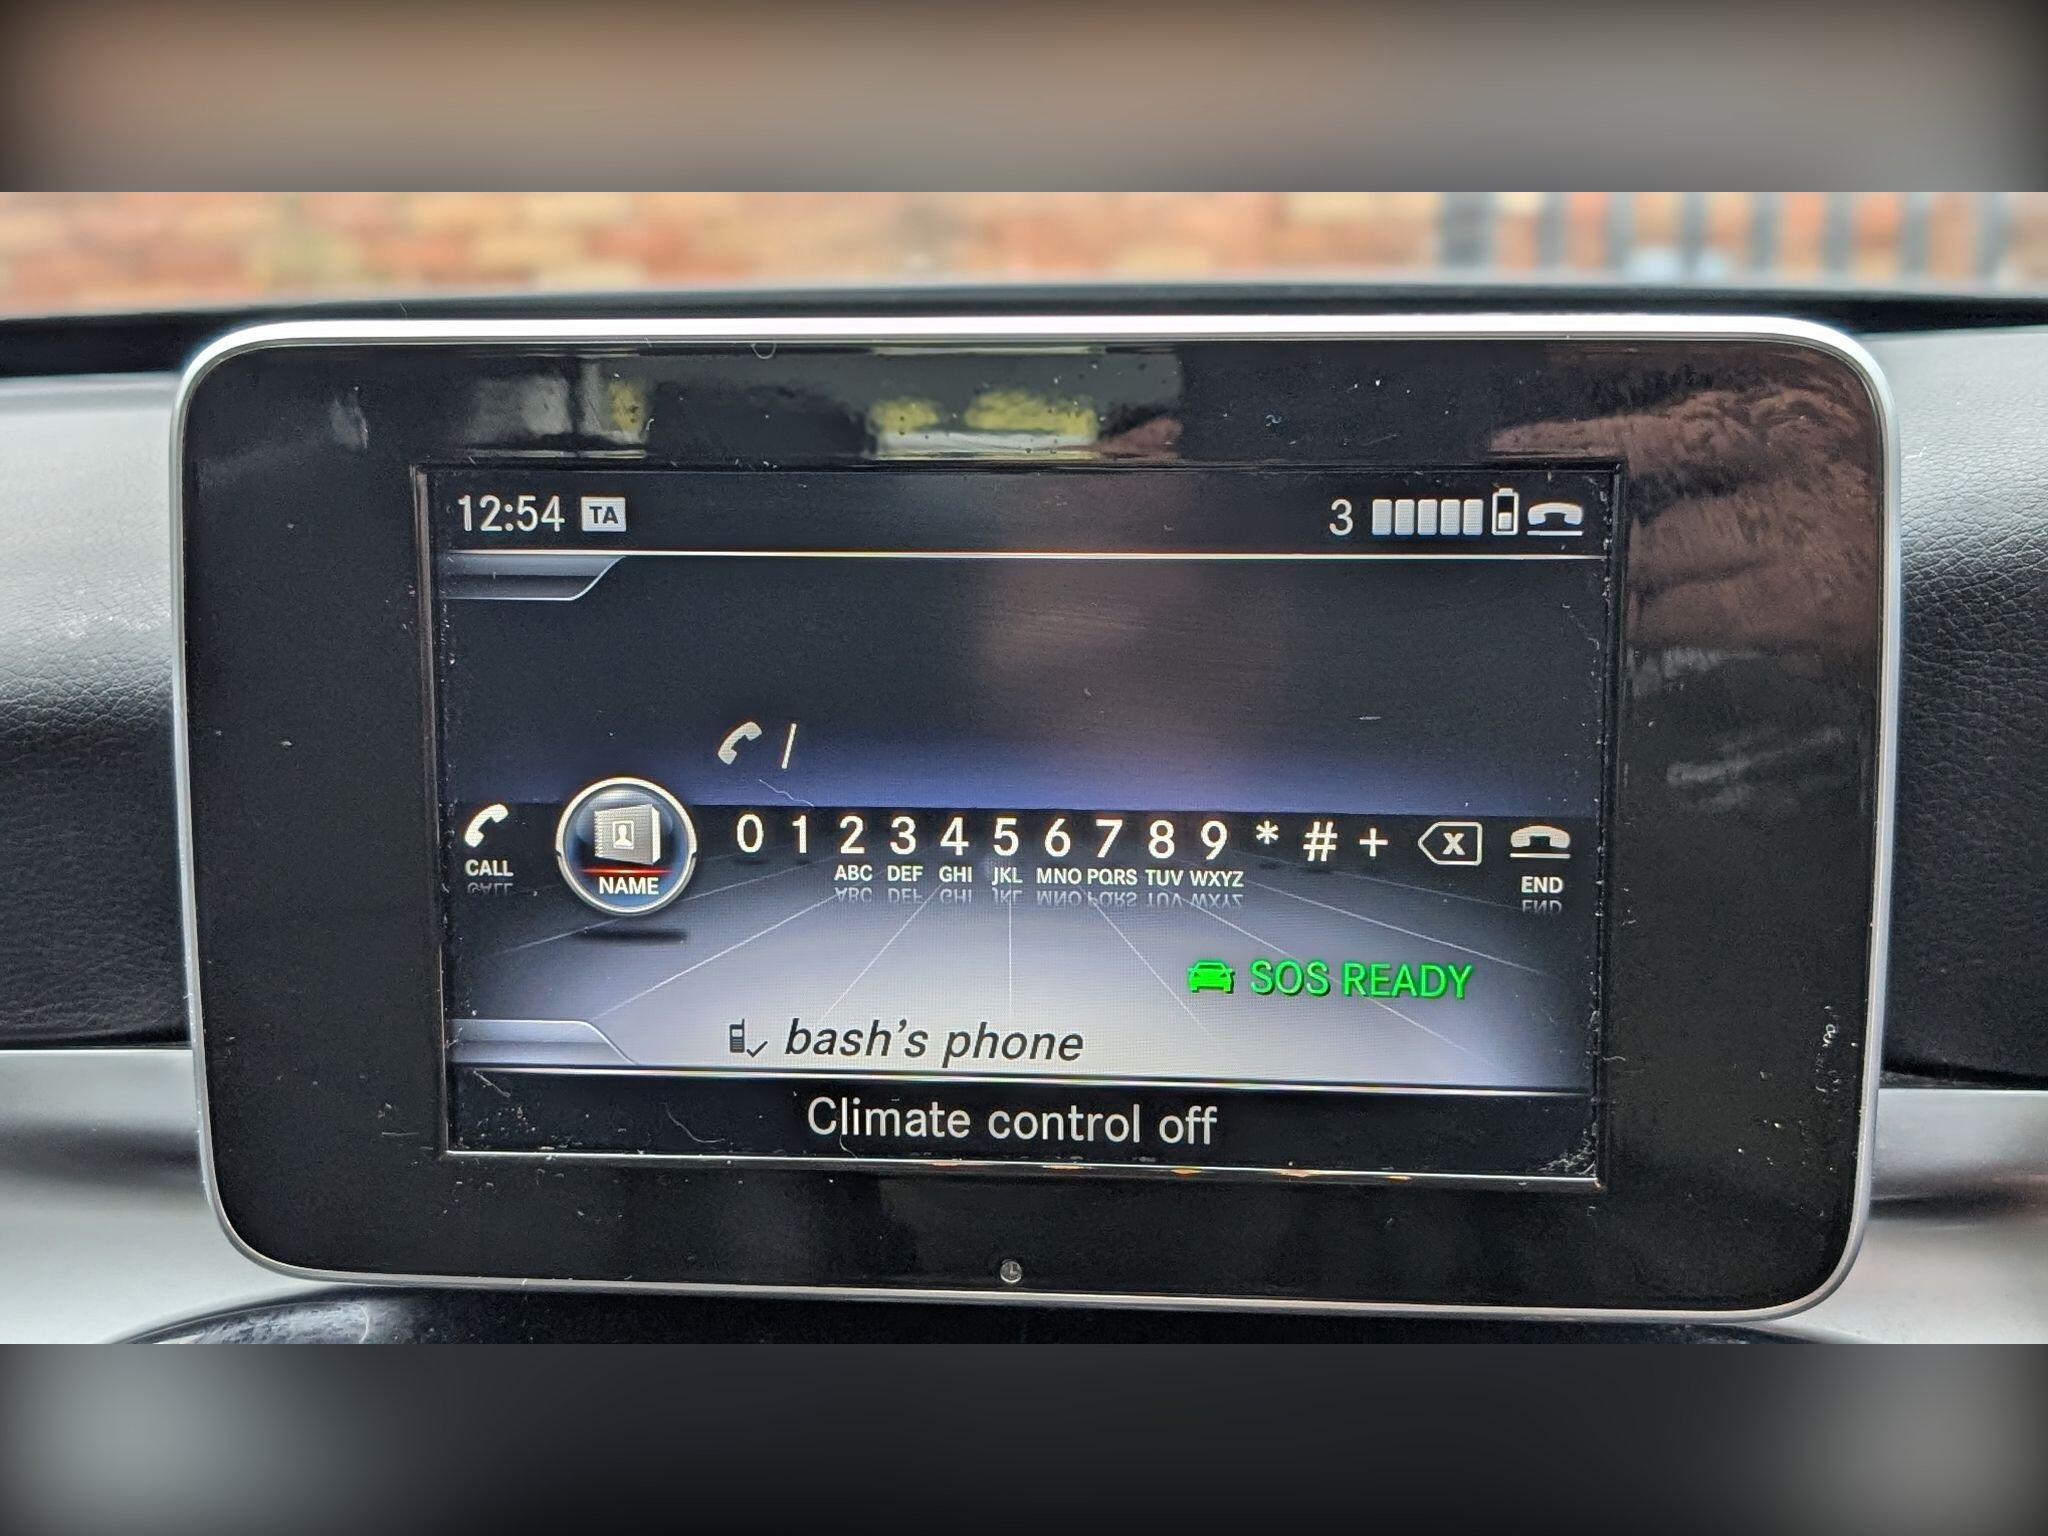 12:54 TA 3
/
0 1 2 3 4 5 6 7 8 9 * # + X
CALL NAME ABC DEF GHI JKL MNO PQRS TUV WXYZ END
SOS READY
bash's phone
Climate control off